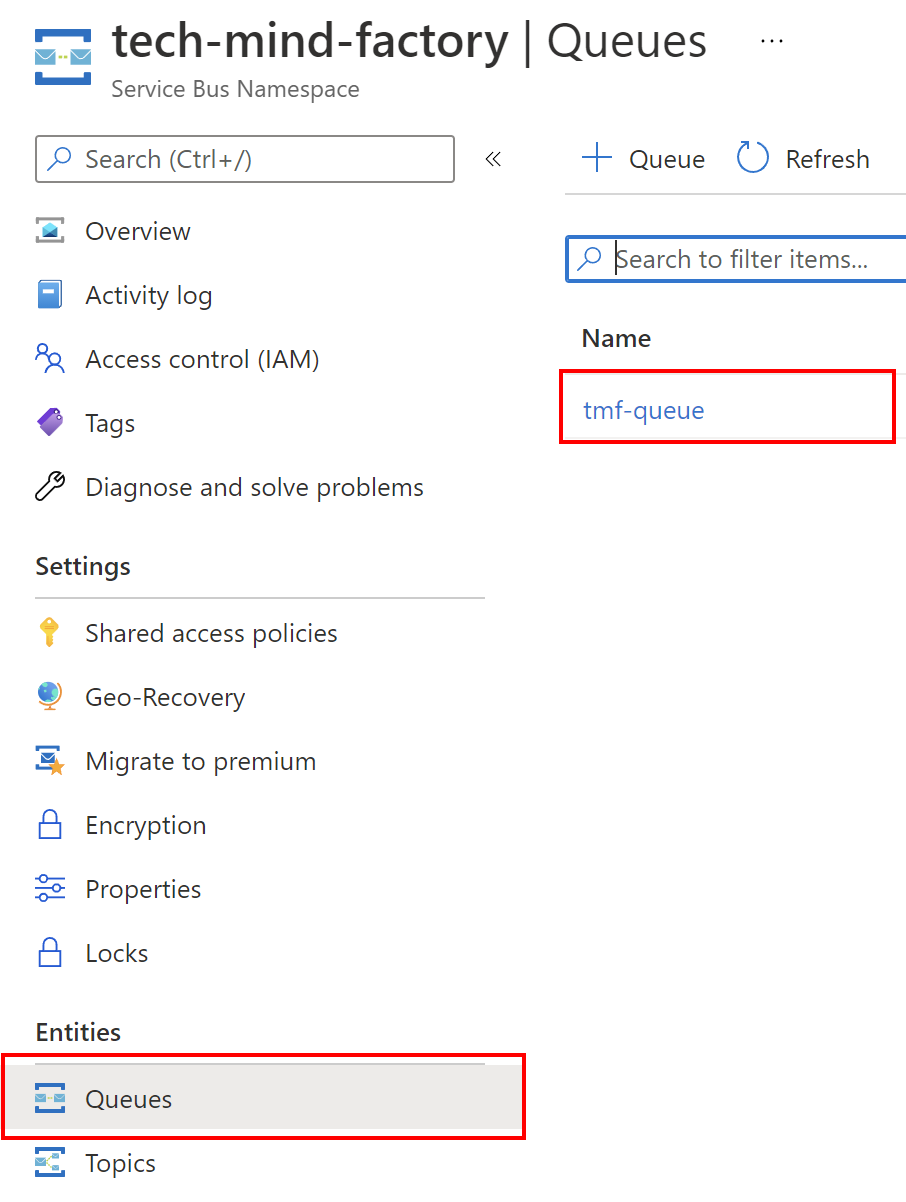 tech-mind-factory | Queues ...
Service Bus Namespace
Search (Ctrl+/)
«
Overview
Activity log
Access control (IAM)
Tags
Diagnose and solve problems
Settings
Shared access policies
Geo-Recovery
Migrate to premium
Encryption
Properties
Locks
Entities
Queues
Topics
+ Queue Refresh
Search to filter items...
Name
tmf-queue